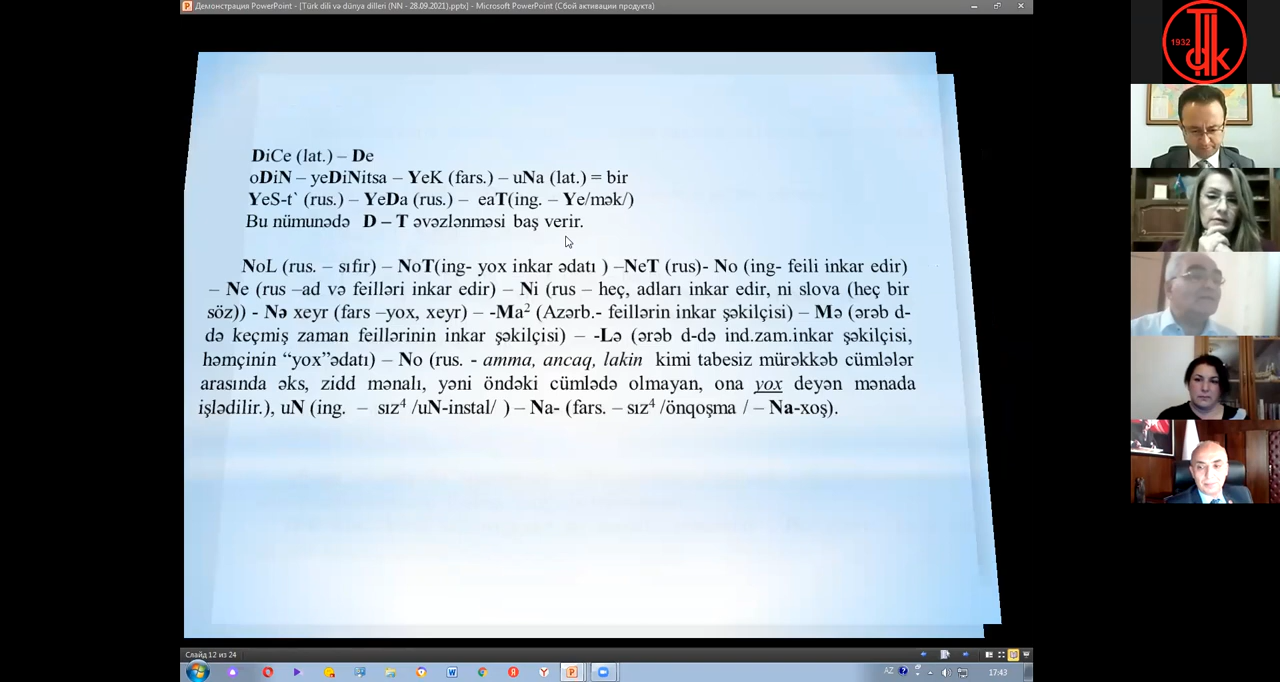 Демонстрация PowerPoint - [Türk dili və dünya dilleri (NN - 28.09.2021).pptx] - Microsoft PowerPoint (Сбой активации продукта)
1932
DiCe (lat.) – De
oDiN – yeDiNitsa – YeK (fars.) – uNa (lat.) = bir
YeS-t` (rus.) – YeDa (rus.) – eaT(ing. – Ye/mək/)
Bu nümunədə D – T əvəzlənməsi baş verir.
NoL (rus. – sıfır) – NoT(ing- yox inkar ədatı ) –NeT (rus)- No (ing- feili inkar edir)
– Ne (rus –ad və feilləri inkar edir) – Ni (rus – heç, adları inkar edir, ni slova (heç bir
söz)) - Nə xeyr (fars –yox, xeyr) – -Ma² (Azərb.- feillərin inkar şəkilçisi) – Mə (ərəb d-
də keçmiş zaman feillərinin inkar şəkilçisi) – -Lə (ərəb d-də ind.zam.inkar şəkilçisi,
həmçinin “yox”ədatı) – No (rus. - amma, ancaq, lakin kimi tabesiz mürəkkəb cümlələr
arasında əks, zidd mənalı, yəni öndəki cümlədə olmayan, ona yox deyən mənada
işlədilir.), uN (ing. – sız⁴ /uN-instal/ ) – Na- (fars. – sız⁴ /önqoşma / – Na-xoş).
Слайд 12 из 24
AZ
17:43